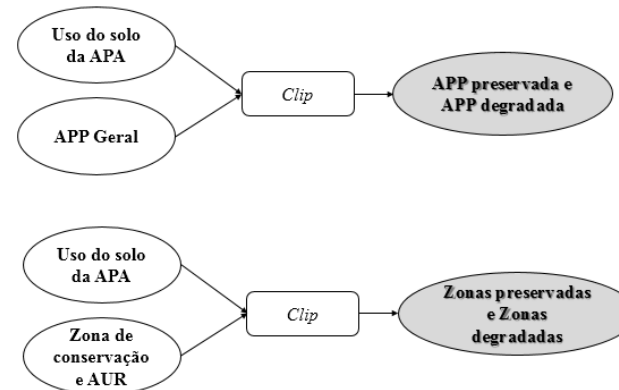 Uso do solo
da APA
APP Geral
Clip
APP preservada e
APP degradada
Uso do solo
da APA
Zona de
conservação
e AUR
Clip
Zonas preservadas
e Zonas
degradadas